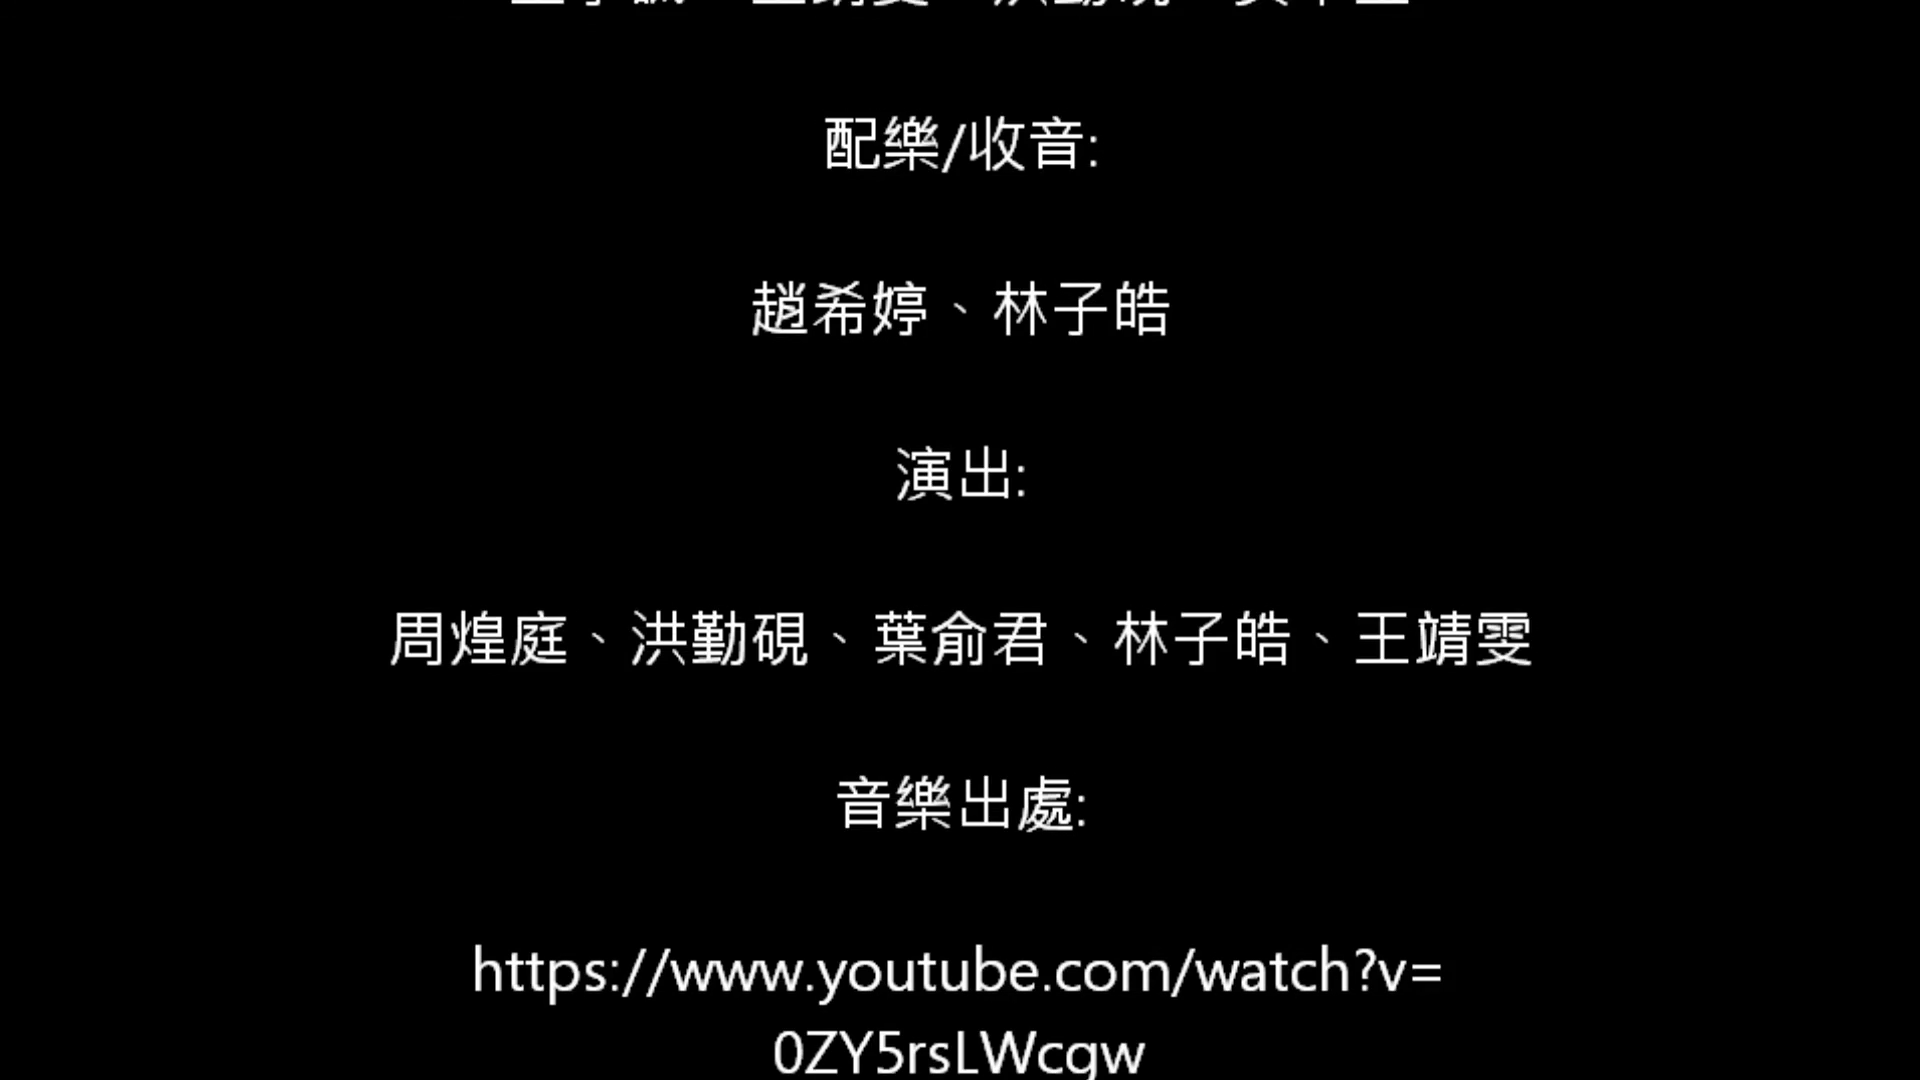 配樂/收音:
趙希婷、林子皓
演出:
周煌庭、洪勤硯、葉俞君、林子皓、王靖雯
音樂出處:
https://www.youtube.com/watch?v=
0ZY5rsLWcgw